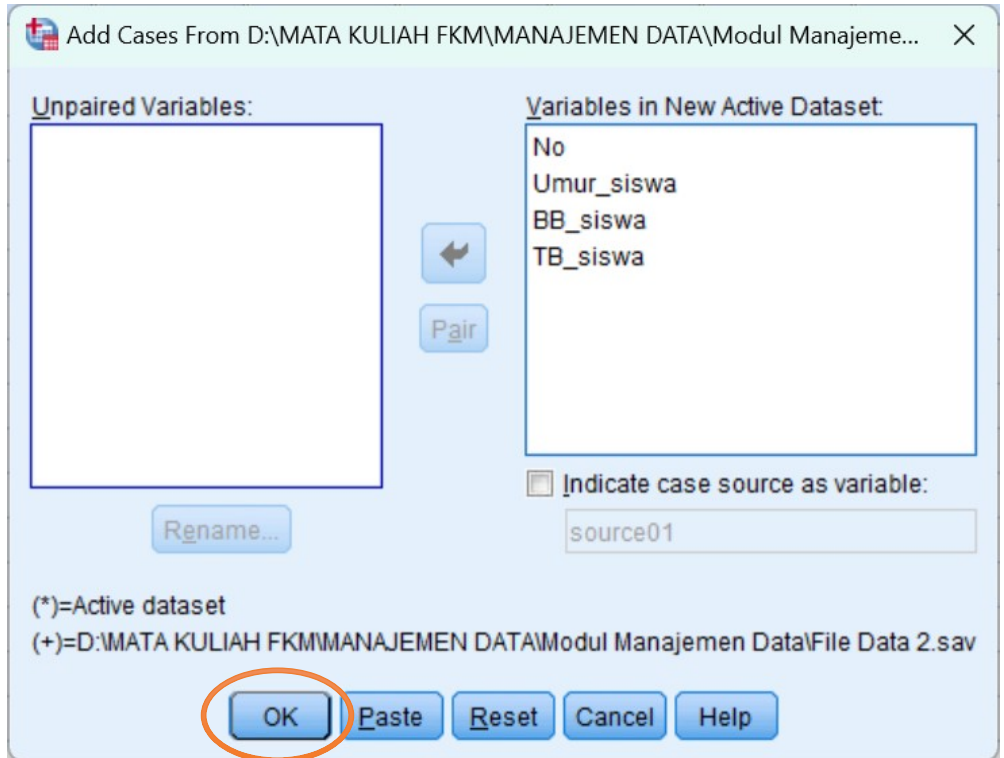 Add Cases From D:\MATA KULIAH FKM\MANAJEMEN DATA\Modul Manajeme...
Unpaired Variables:
Variables in New Active Dataset:
No
Umur_siswa
BB_siswa
TB_siswa
Pair
Indicate case source as variable:
Rename...
source01
(*)=Active dataset
(+)=D:\MATA KULIAH FKM\MANAJEMEN DATA\Modul Manajemen Data\File Data 2.sav
OK Paste Reset Cancel Help